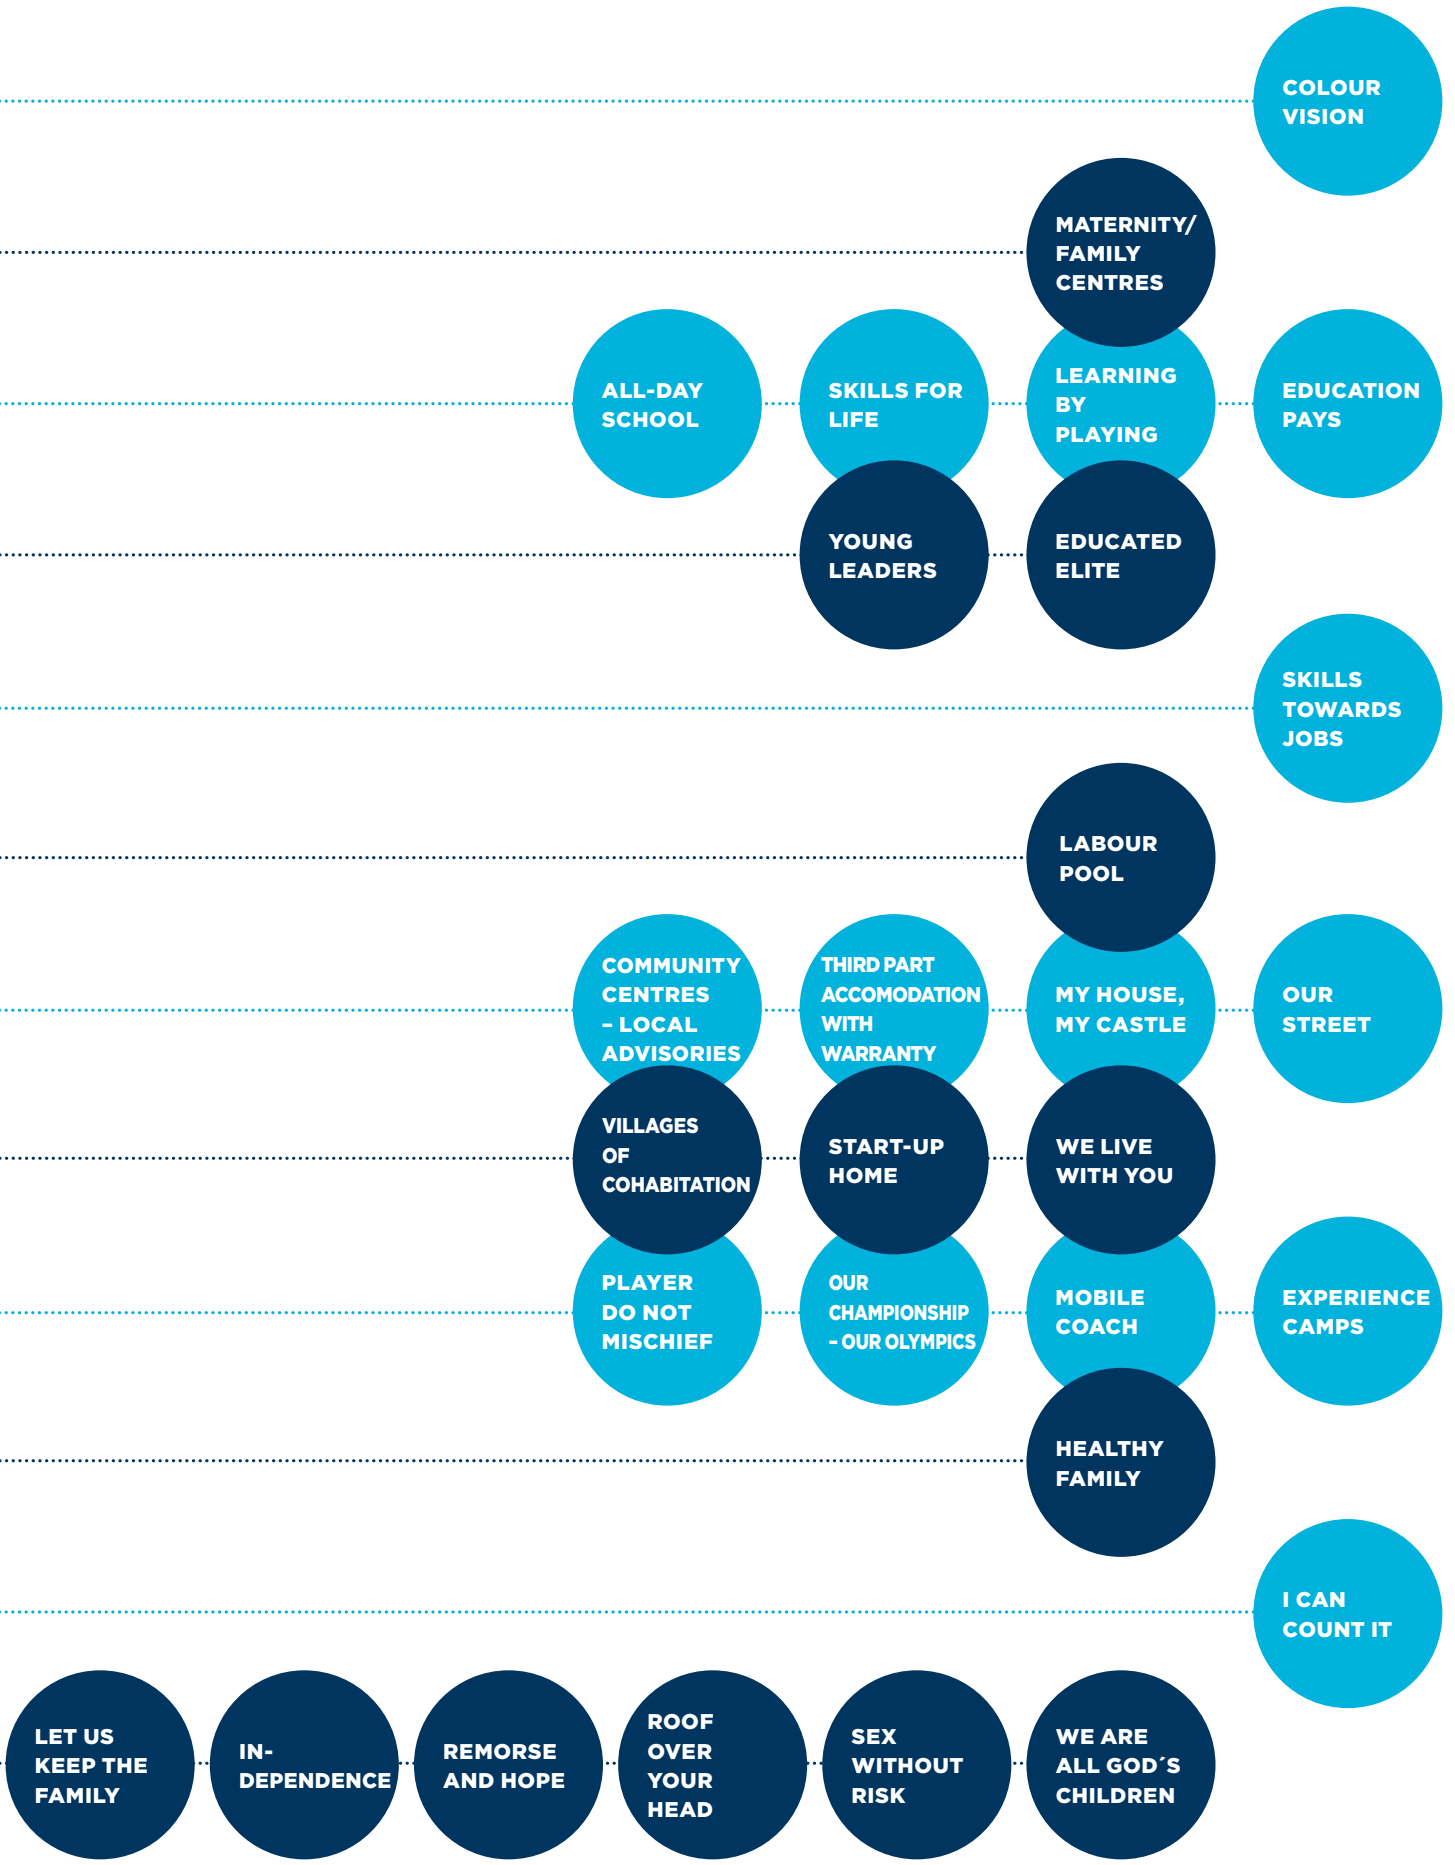 COLOUR
VISION
MATERNITY/
FAMILY
CENTRES
ALL-DAY
SCHOOL
SKILLS FOR
LIFE
LEARNING
BY
PLAYING
EDUCATION
PAYS
YOUNG
LEADERS
EDUCATED
ELITE
SKILLS
TOWARDS
JOBS
LABOUR
POOL
COMMUNITY
CENTRES
– LOCAL
ADVISORIES
THIRD PART
ACCOMODATION
WITH
WARRANTY
MY HOUSE,
MY CASTLE
OUR
STREET
VILLAGES
OF
COHABITATION
START-UP
HOME
WE LIVE
WITH YOU
PLAYER
DO NOT
MISCHIEF
OUR
CHAMPIONSHIP
– OUR OLYMPICS
MOBILE
COACH
EXPERIENCE
CAMPS
HEALTHY
FAMILY
I CAN
COUNT IT
LET US
KEEP THE
FAMILY
IN-
DEPENDENCE
REMORSE
AND HOPE
ROOF
OVER
YOUR
HEAD
SEX
WITHOUT
RISK
WE ARE
ALL GOD´S
CHILDREN